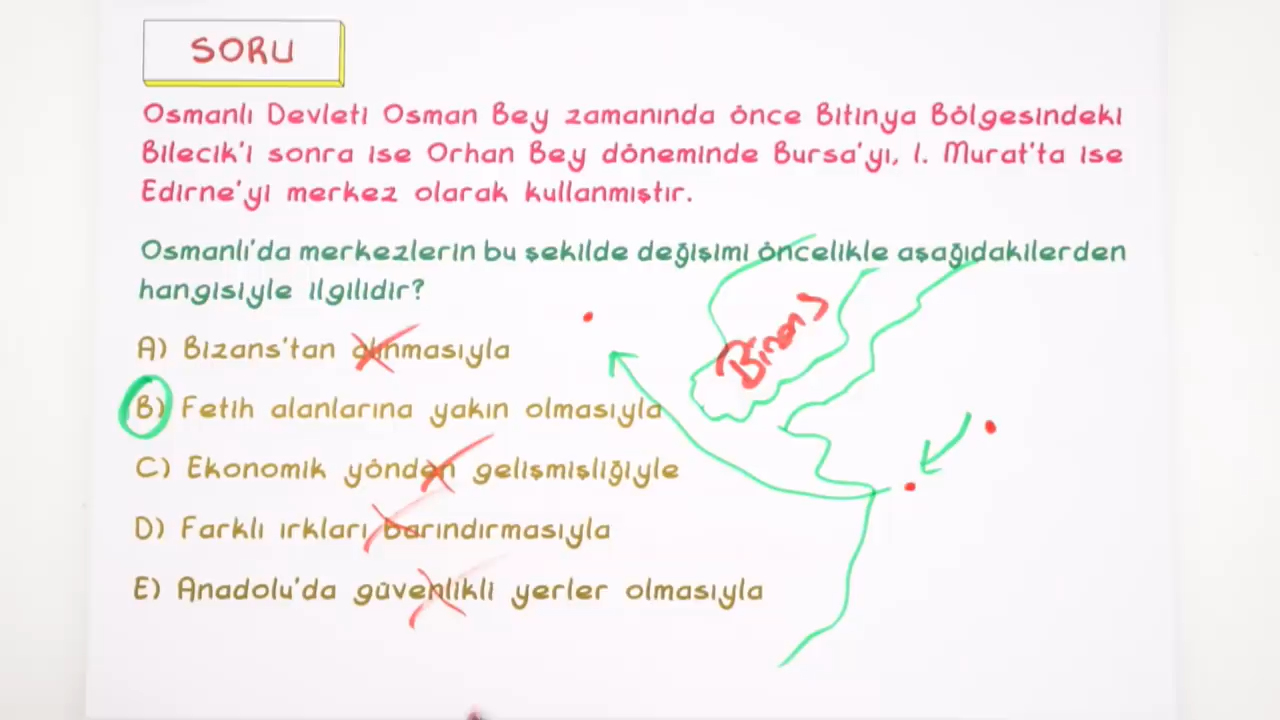 SORU
Osmanlı Devleti Osman Bey zamanında önce Bitinya Bölgesindeki
Bilecik'i sonra ise Orhan Bey döneminde Bursa'yı, I. Murat'ta ise
Edirne'yi merkez olarak kullanmıştır.
Osmanlı'da merkezlerin bu şekilde değişimi öncelikle aşağıdakilerden
hangisiyle ilgilidir?
A) Bizans'tan alınmasıyla
B) Fetih alanlarına yakın olmasıyla
C) Ekonomik yönden gelişmişliğiyle
D) Farklı ırkları barındırmasıyla
E) Anadolu'da güvenlikli yerler olmasıyla
Bizans